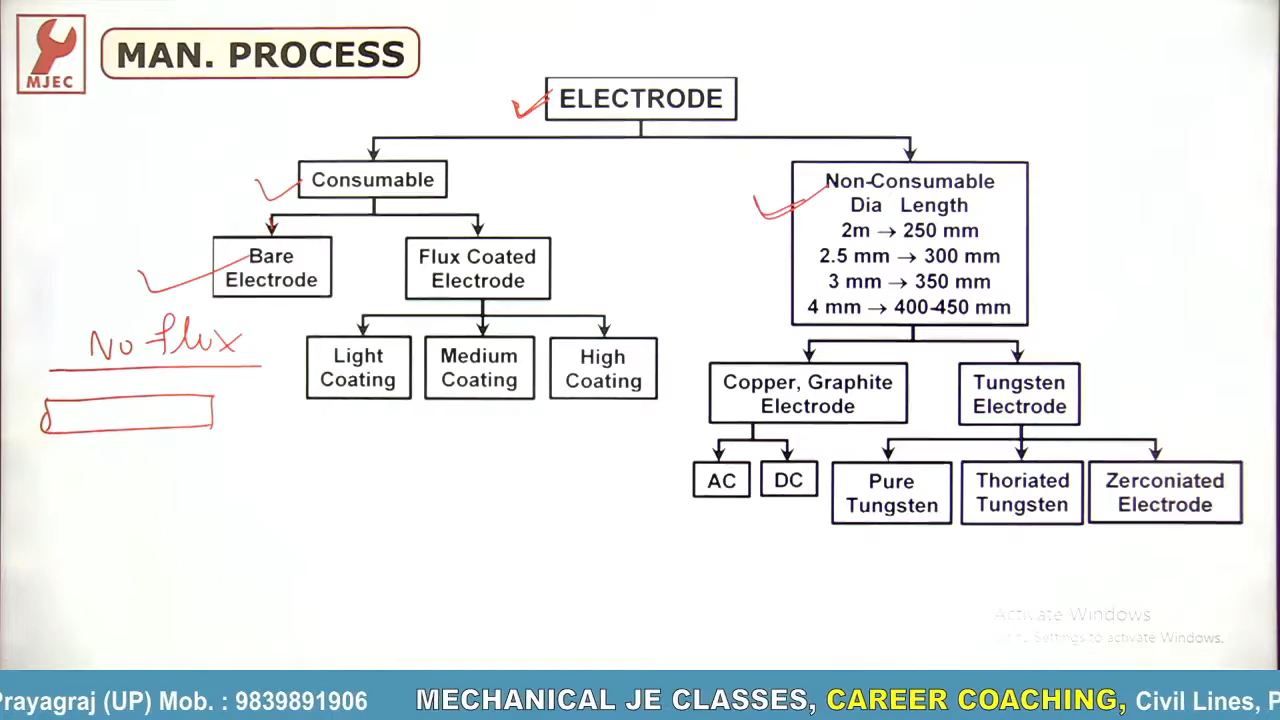 MJEC
MAN. PROCESS
ELECTRODE
Consumable
Bare
Electrode
Flux Coated
Electrode
Light
Coating
Medium
Coating
High
Coating
No flux
Non-Consumable
Dia Length
2m → 250 mm
2.5 mm → 300 mm
3 mm → 350 mm
4 mm → 400-450 mm
Copper, Graphite
Electrode
Tungsten
Electrode
AC
DC
Pure
Tungsten
Thoriated
Tungsten
Zerconiated
Electrode
Activate Windows
Settings to activate Windows.
Prayagraj (UP) Mob. : 9839891906 MECHANICAL JE CLASSES, CAREER COACHING, Civil Lines, P